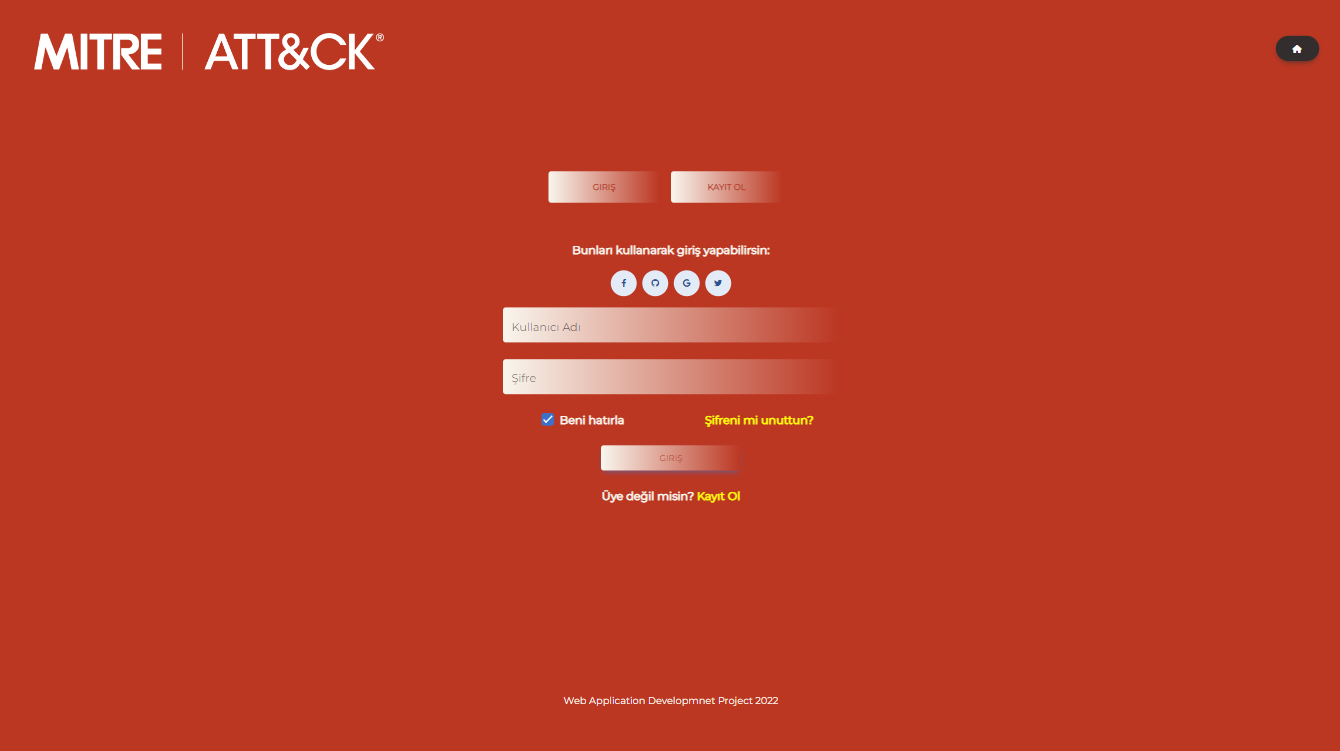 MITRE | ATT&CK®
GIRIŞ KAYIT OL
Bunları kullanarak giriş yapabilirsin:
Kullanıcı Adı
Şifre
Beni hatırla Şifreni mi unuttun?
GIRIŞ
Üye değil misin? Kayıt Ol
Web Application Developmnet Project 2022